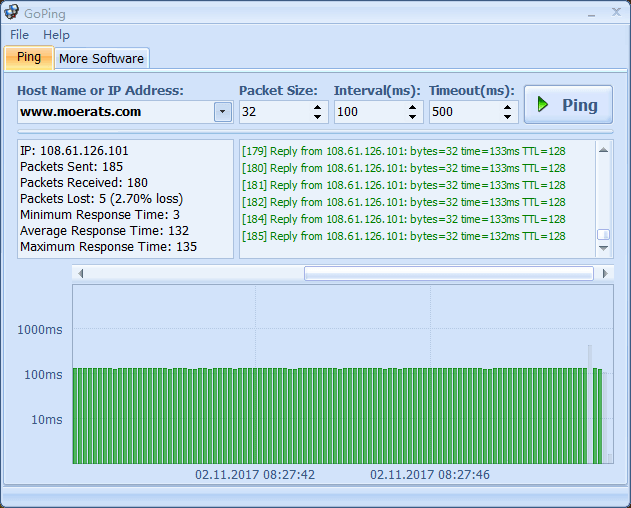 GoPing
File Help
Ping More Software
Host Name or IP Address: Packet Size: Interval(ms): Timeout(ms):
www.moerats.com 32 100 500 Ping
IP: 108.61.126.101
Packets Sent: 185
Packets Received: 180
Packets Lost: 5 (2.70% loss)
Minimum Response Time: 3
Average Response Time: 132
Maximum Response Time: 135
[179] Reply from 108.61.126.101: bytes=32 time=133ms TTL=128
[180] Reply from 108.61.126.101: bytes=32 time=133ms TTL=128
[181] Reply from 108.61.126.101: bytes=32 time=133ms TTL=128
[182] Reply from 108.61.126.101: bytes=32 time=133ms TTL=128
[184] Reply from 108.61.126.101: bytes=32 time=133ms TTL=128
[185] Reply from 108.61.126.101: bytes=32 time=132ms TTL=128
1000ms
100ms
10ms
02.11.2017 08:27:42 02.11.2017 08:27:46